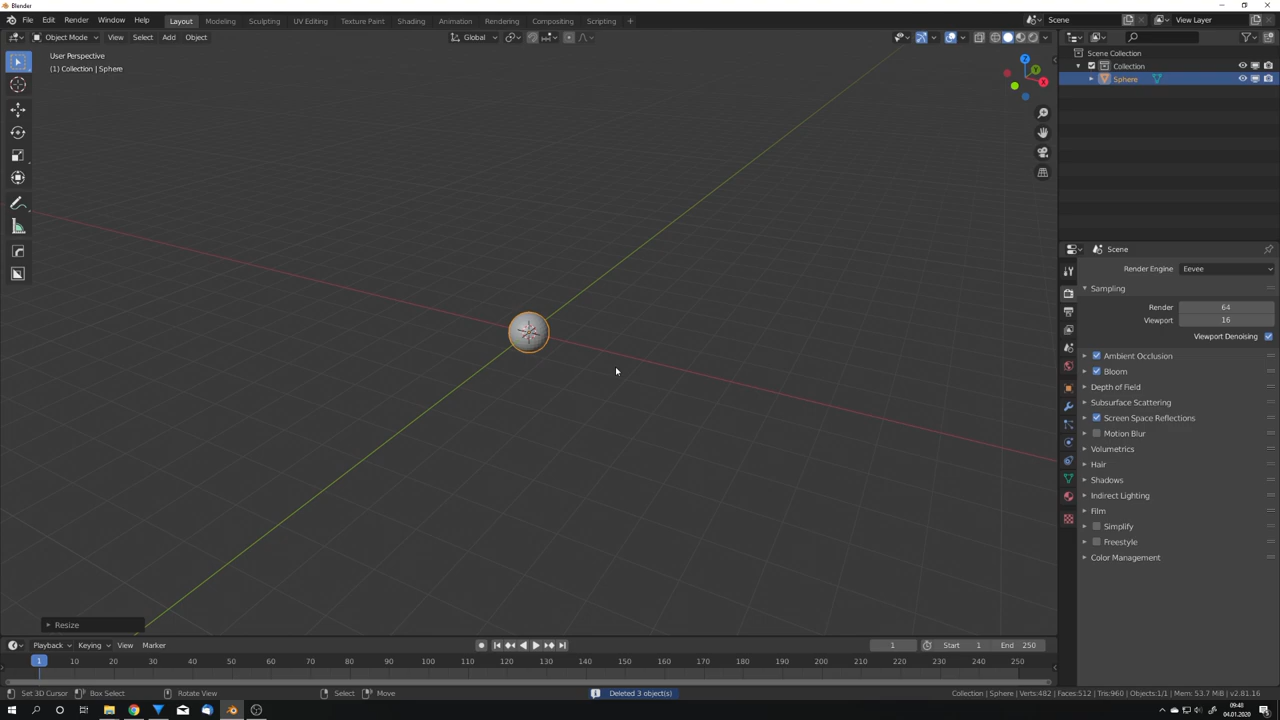 Blender
File Edit Render Window Help Layout Modeling Sculpting UV Editing Texture Paint Shading Animation Rendering Compositing Scripting + Scene View Layer
Object Mode View Select Add Object Global
User Perspective
(1) Collection | Sphere
Scene Collection
Collection
Sphere
Scene
Render Engine Eevee
Sampling
Render 64
Viewport 16
Viewport Denoising
Ambient Occlusion
Bloom
Depth of Field
Subsurface Scattering
Screen Space Reflections
Motion Blur
Volumetrics
Hair
Shadows
Indirect Lighting
Film
Simplify
Freestyle
Color Management
X
Y
Z
Resize
Playback Keying View Marker 1 Start 1 End 250
1 10 20 30 40 50 60 70 80 90 100 110 120 130 140 150 160 170 180 190 200 210 220 230 240 250
Set 3D Cursor Box Select Rotate View Select Move Deleted 3 object(s) Collection | Sphere | Verts:482 | Faces:512 | Tris:960 | Objects:1/1 | Mem: 53.7 MiB | v2.81.16
09:48
04.01.2020